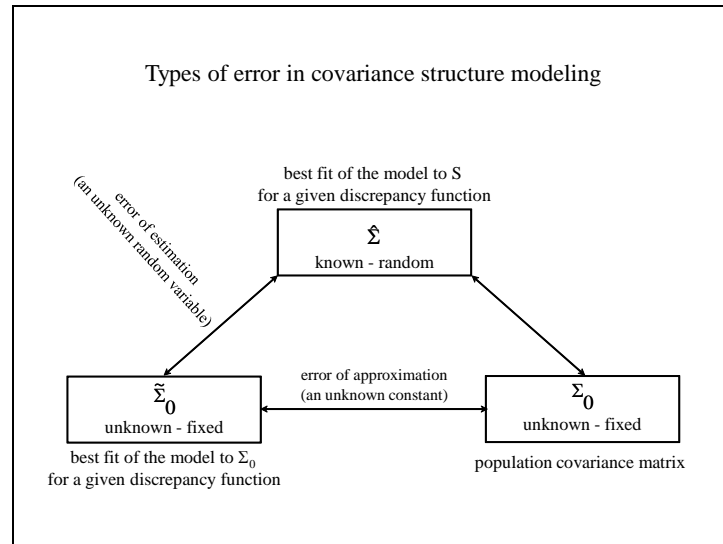 Types of error in covariance structure modeling
best fit of the model to S
for a given discrepancy function
Σ̂
known - random
error of estimation
(an unknown random variable)
Σ̃₀
unknown - fixed
best fit of the model to Σ₀
for a given discrepancy function
error of approximation
(an unknown constant)
Σ₀
unknown - fixed
population covariance matrix